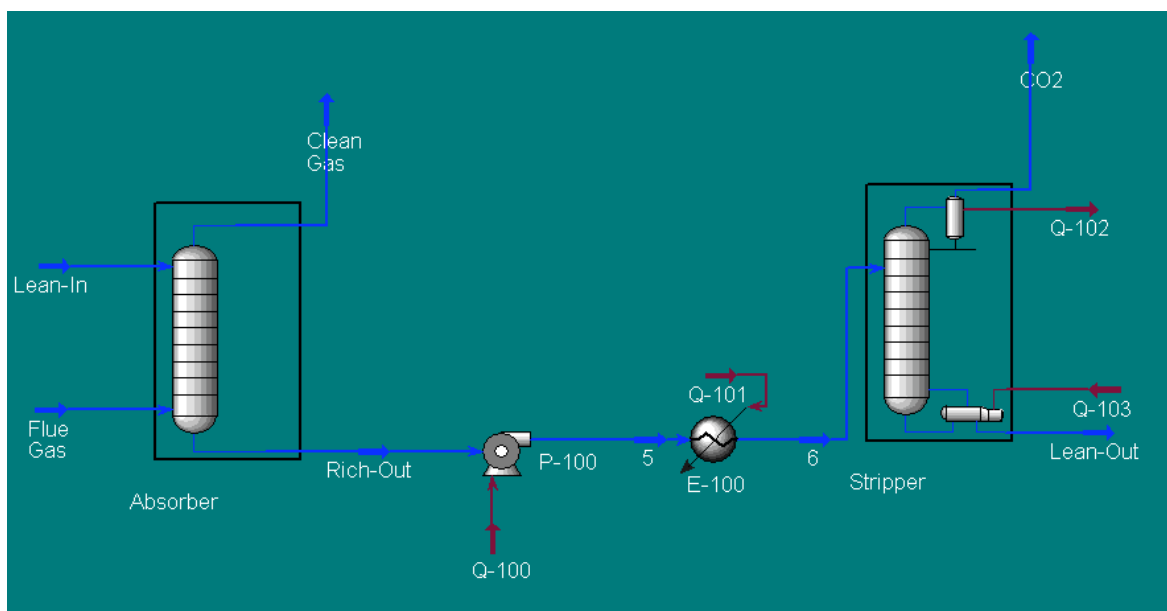 CO2
Clean
Gas
Q-102
Lean-In
Q-101
Q-103
Flue
Gas
Rich-Out
P-100
5
E-100
6
Stripper
Lean-Out
Absorber
Q-100